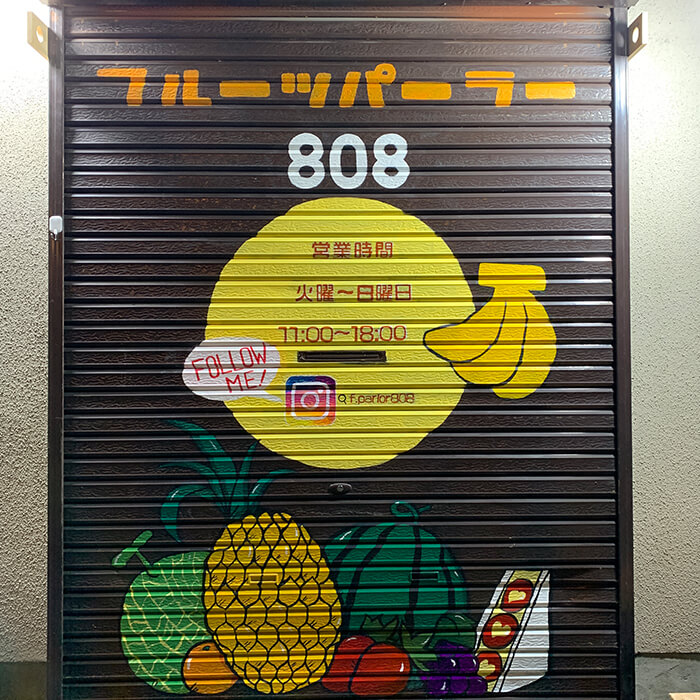 フルーツパーラー
808
営業時間
火曜～日曜日
11:00～18:00
FOLLOW
ME!
f.parlor808